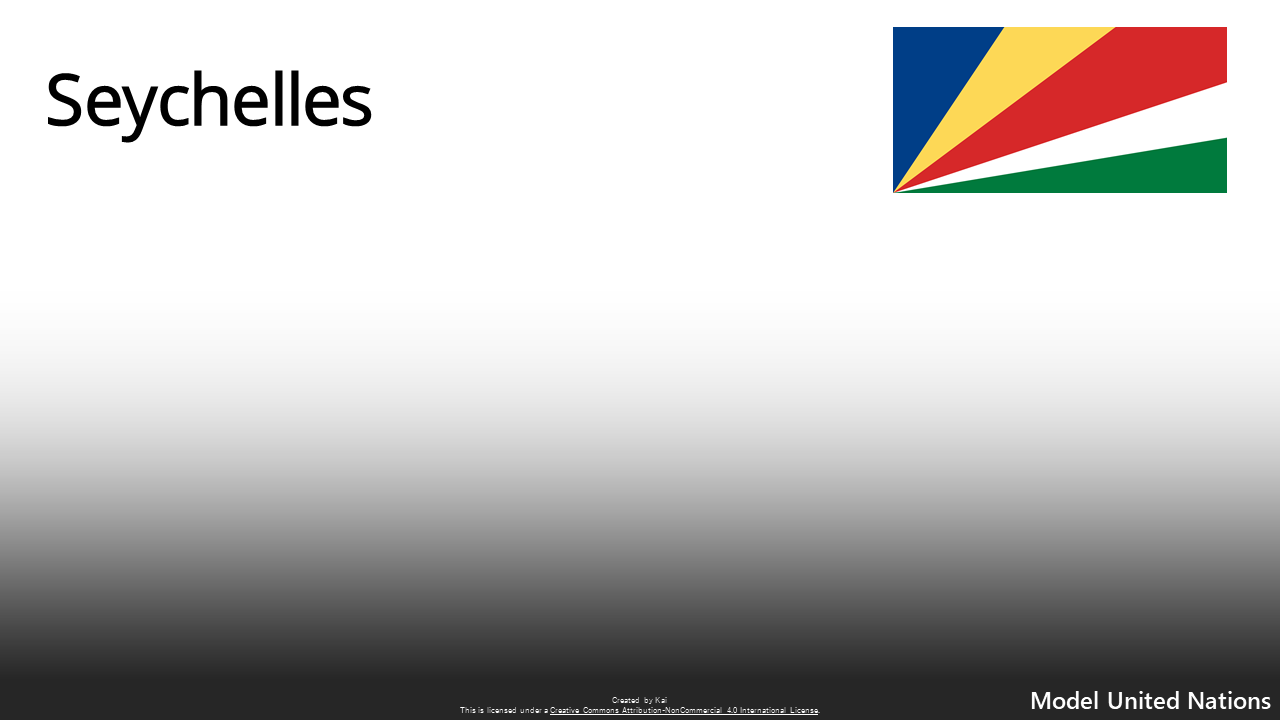 Seychelles
Created by Kai
This is licensed under a Creative Commons Attribution-NonCommercial 4.0 International License.
Model United Nations